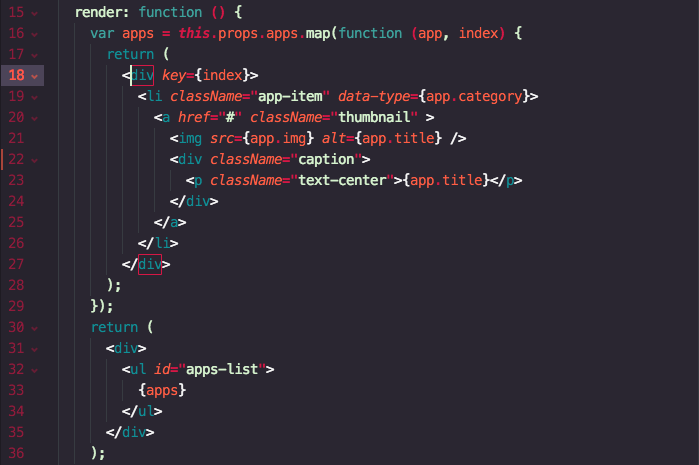 15 render: function () {
16 var apps = this.props.apps.map(function (app, index) {
17 return (
18 <div key={index}>
19 <li className="app-item" data-type={app.category}>
20 <a href="#" className="thumbnail" >
21 <img src={app.img} alt={app.title} />
22 <div className="caption">
23 <p className="text-center">{app.title}</p>
24 </div>
25 </a>
26 </li>
27 </div>
28 );
29 });
30 return (
31 <div>
32 <ul id="apps-list">
33 {apps}
34 </ul>
35 </div>
36 );